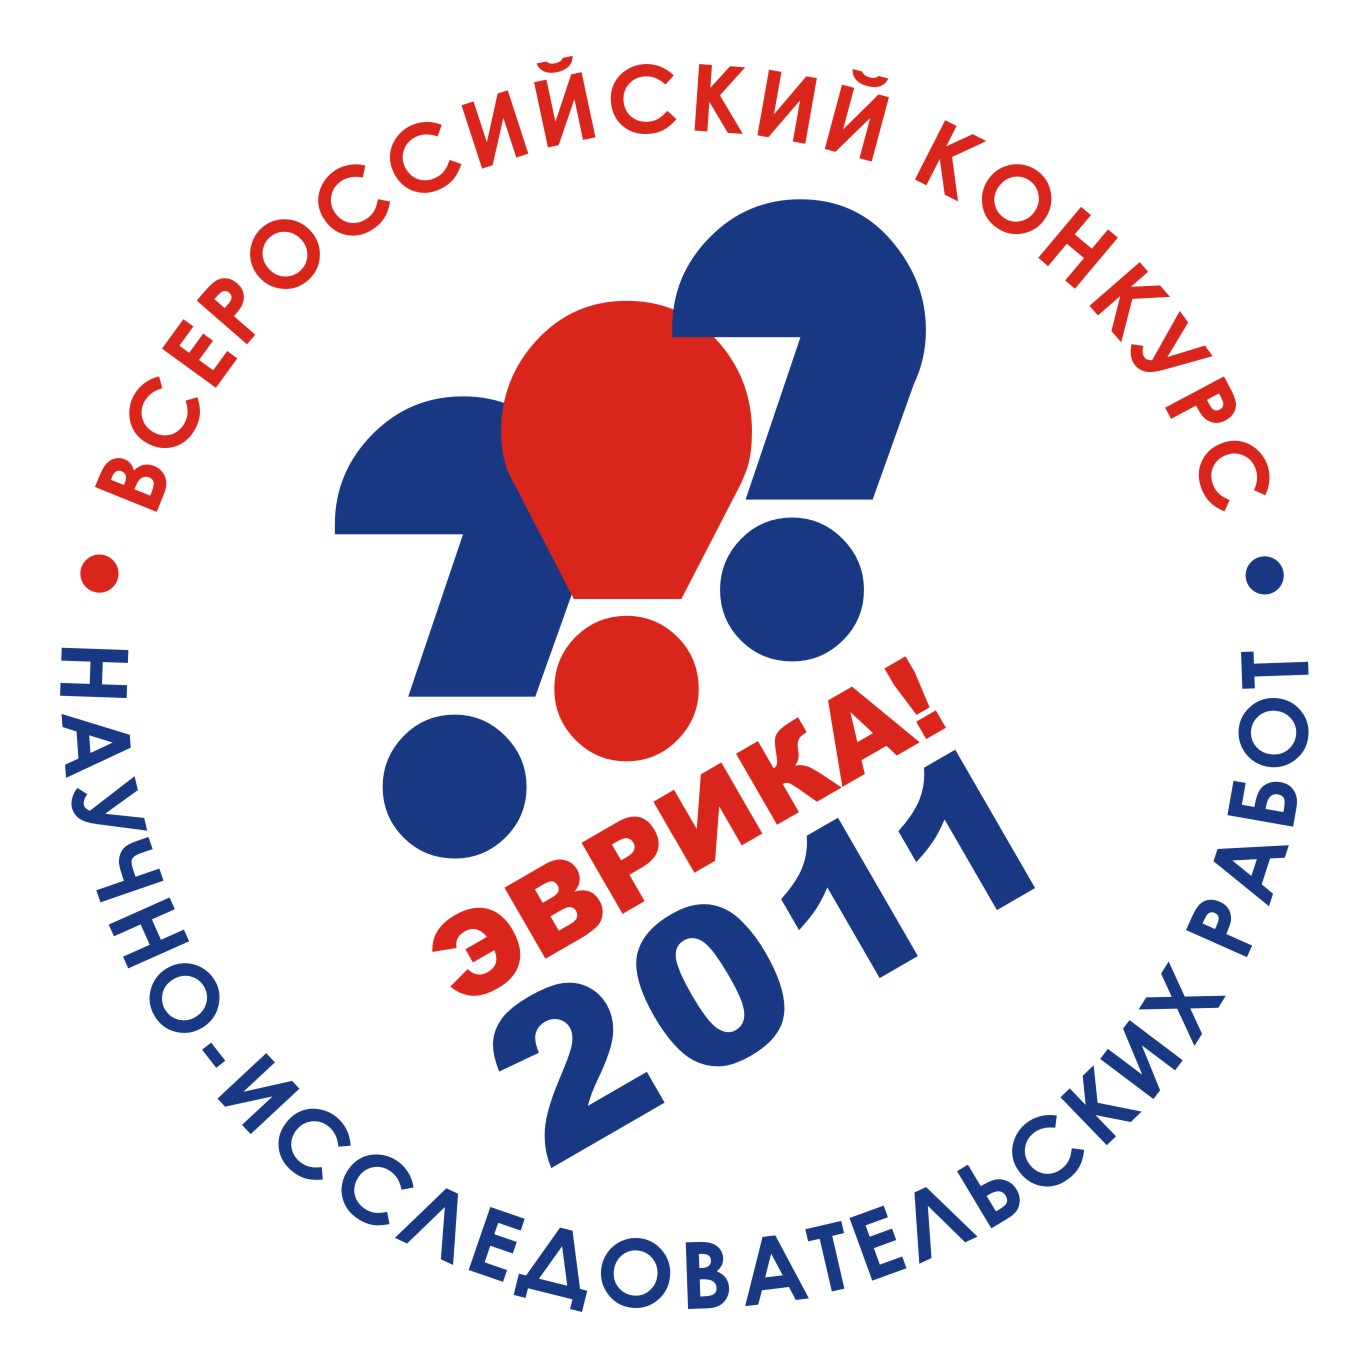 ВСЕРОССИЙСКИЙ КОНКУРС
ЭВРИКА!
2011
НАУЧНО-ИССЛЕДОВАТЕЛЬСКИХ РАБОТ